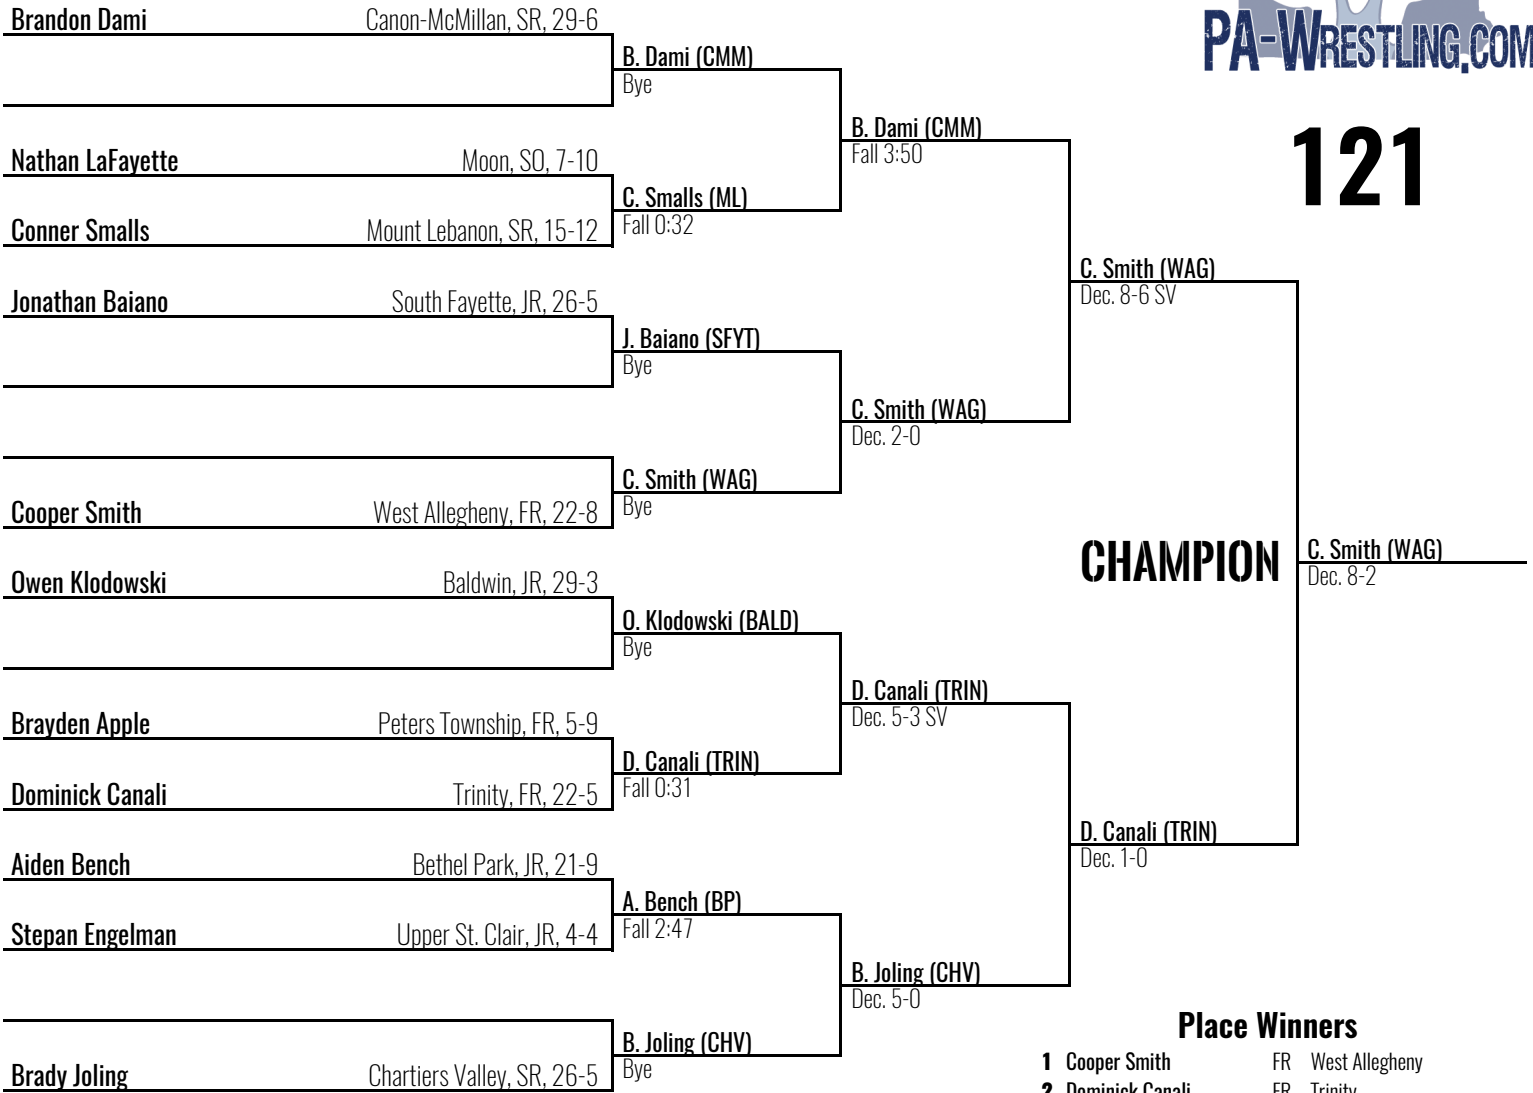 PA-WRESTLING.COM
121
Brandon Dami Canon-McMillan, SR, 29-6
Nathan LaFayette Moon, SO, 7-10
Conner Smalls Mount Lebanon, SR, 15-12
Jonathan Baiano South Fayette, JR, 26-5
Cooper Smith West Allegheny, FR, 22-8
Owen Klodowski Baldwin, JR, 29-3
Brayden Apple Peters Township, FR, 5-9
Dominick Canali Trinity, FR, 22-5
Aiden Bench Bethel Park, JR, 21-9
Stepan Engelman Upper St. Clair, JR, 4-4
Brady Joling Chartiers Valley, SR, 26-5
B. Dami (CMM)
Bye
C. Smalls (ML)
Fall 0:32
J. Baiano (SFYT)
Bye
C. Smith (WAG)
Bye
O. Klodowski (BALD)
Bye
D. Canali (TRIN)
Fall 0:31
A. Bench (BP)
Fall 2:47
B. Joling (CHV)
Bye
B. Dami (CMM)
Fall 3:50
C. Smith (WAG)
Dec. 2-0
D. Canali (TRIN)
Dec. 5-3 SV
B. Joling (CHV)
Dec. 5-0
C. Smith (WAG)
Dec. 8-6 SV
D. Canali (TRIN)
Dec. 1-0
CHAMPION
C. Smith (WAG)
Dec. 8-2
Place Winners
1 Cooper Smith FR West Allegheny
2 Dominick Canali FR Trinity